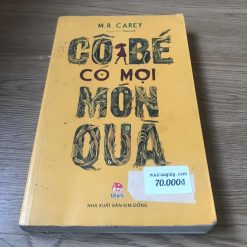 M.R. CAREY
CÔ BÉ
CÓ MỌI
MÓN
QUÀ
70.000đ
NHÀ XUẤT BẢN KIM ĐỒNG